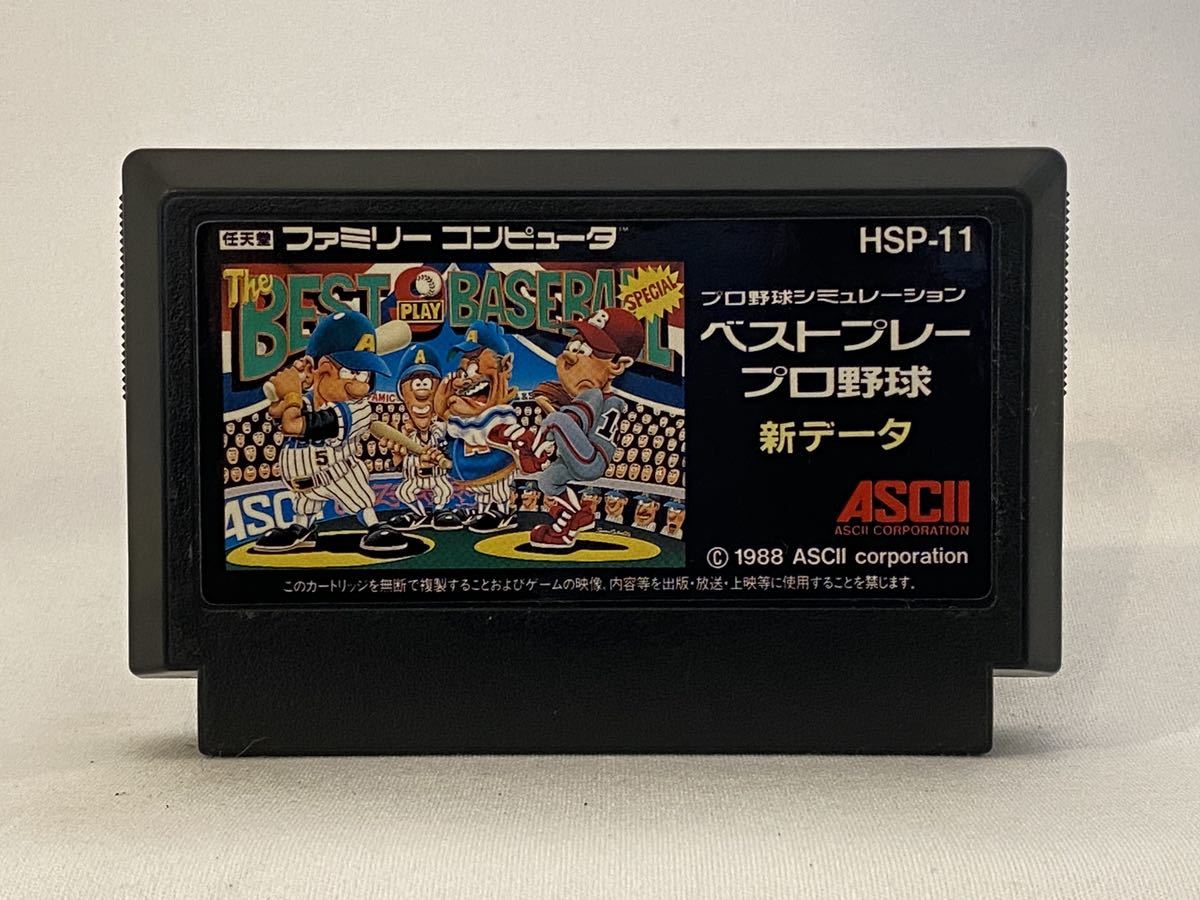 任天堂 ファミリー コンピュータ™
HSP-11
The BEST PLAY BASEBALL
SPECIAL
プロ野球シミュレーション
ベストプレー
プロ野球
新データ
B
A
A
A
5
1
ASCII
ASCII
ASCII CORPORATION
© 1988 ASCII corporation
このカートリッジを無断で複製することおよびゲームの映像、内容等を出版・放送・上映等に使用することを禁じます。